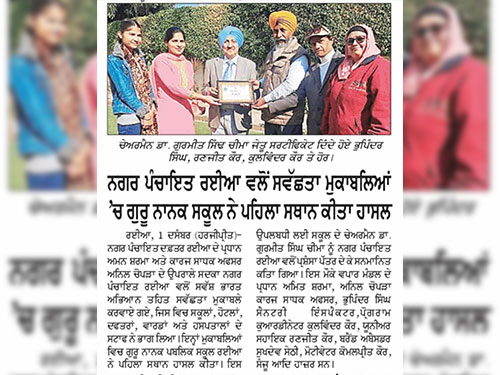 ਚੇਅਰਮੈਨ ਡਾ. ਗੁਰਮੀਤ ਸਿੰਘ ਚੀਮਾ ਜੇਤੂ ਸਰਟੀਫਿਕੇਟ ਦਿੰਦੇ ਹੋਏ ਭੁਪਿੰਦਰ
ਸਿੰਘ, ਰਣਜੀਤ ਕੌਰ, ਕੁਲਵਿੰਦਰ ਕੌਰ ਤੇ ਹੋਰ।
ਨਗਰ ਪੰਚਾਇਤ ਰਈਆ ਵਲੋਂ ਸਵੱਛਤਾ ਮੁਕਾਬਲਿਆਂ
'ਚ ਗੁਰੂ ਨਾਨਕ ਸਕੂਲ ਨੇ ਪਹਿਲਾ ਸਥਾਨ ਕੀਤਾ ਹਾਸਲ
ਰਈਆ, 1 ਦਸੰਬਰ (ਹਰਜੀਪ੍ਰੀਤ)–
ਨਗਰ ਪੰਚਾਇਤ ਦਫ਼ਤਰ ਰਈਆ ਦੇ ਪ੍ਰਧਾਨ
ਅਮਨ ਸ਼ਰਮਾ ਅਤੇ ਕਾਰਜ ਸਾਧਕ ਅਫਸਰ
ਅਨਿਲ ਚੋਪੜਾ ਦੇ ਉਪਰਾਲੇ ਸਦਕਾ ਨਗਰ
ਪੰਚਾਇਤ ਰਈਆ ਵਲੋਂ ਸਵੱਸ਼ ਭਾਰਤ
ਅਭਿਆਨ ਤਹਿਤ ਸਵੱਛਤਾ ਮੁਕਾਬਲੇ
ਕਰਵਾਏ ਗਏ, ਜਿਸ ਵਿਚ ਸਕੂਲਾਂ, ਹੋਟਲਾਂ,
ਦਫਤਰਾਂ, ਵਾਰਡਾਂ ਅਤੇ ਹਸਪਤਾਲਾਂ ਦੇ
ਸਟਾਫ ਨੇ ਭਾਗ ਲਿਆ। ਇਨ੍ਹਾਂ ਮੁਕਾਬਲਿਆਂ
ਵਿਚ ਗੁਰੂ ਨਾਨਕ ਪਬਲਿਕ ਸਕੂਲ ਰਈਆ
ਨੇ ਪਹਿਲਾ ਸਥਾਨ ਹਾਸਲ ਕੀਤਾ। ਇਸ
ਉਪਲਬਧੀ ਲਈ ਸਕੂਲ ਦੇ ਚੇਅਰਮੈਨ ਡਾ.
ਗੁਰਮੀਤ ਸਿੰਘ ਚੀਮਾ ਨੂੰ ਨਗਰ ਪੰਚਾਇਤ
ਰਈਆ ਵਲੋਂ ਪ੍ਰਸ਼ੰਸਾ ਪੱਤਰ ਦੇ ਕੇ ਸਨਮਾਨਿਤ
ਕੀਤਾ ਗਿਆ। ਇਸ ਮੌਕੇ ਵਪਾਰ ਮੰਡਲ ਦੇ
ਪ੍ਰਧਾਨ ਅਮਿਤ ਸ਼ਰਮਾ, ਅਨਿਲ ਚੋਪੜਾ
ਕਾਰਜ ਸਾਧਕ ਅਫਸਰ, ਭੁਪਿੰਦਰ ਸਿੰਘ
ਸੈਨਟਰੀ ਇੰਸਪੈਕਟਰ,ਪ੍ਰੋਗਰਾਮ
ਕੁਆਰਡੀਨੇਟਰ ਕੁਲਵਿੰਦਰ ਕੌਰ, ਯੂਨੀਅਰ
ਸਹਾਇਕ ਰਣਜੀਤ ਕੌਰ, ਬਰੈਂਡ ਅੰਬੈਸਡਰ
ਸੁਖਦੇਵ ਸੇਠੀ, ਮੋਟੀਵੇਟਰ ਕੋਮਲਪ੍ਰੀਤ ਕੌਰ,
ਸੰਜੂ ਆਦਿ ਹਾਜ਼ਰ ਸਨ।